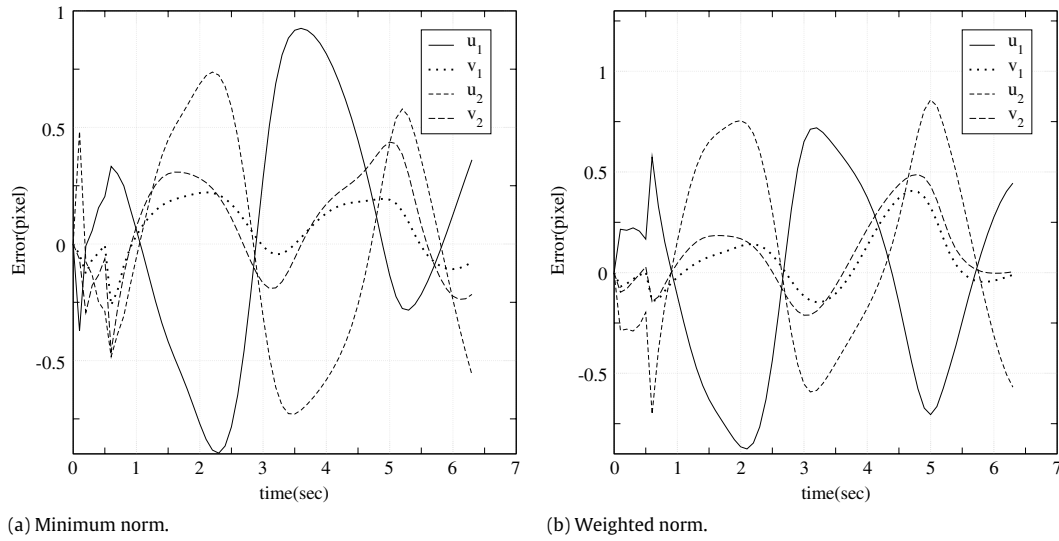 1
0.5
0
-0.5
Error(pixel)
0 1 2 3 4 5 6 7
time(sec)
u1
v1
u2
v2
(a) Minimum norm.
1
0.5
0
-0.5
Error(pixel)
0 1 2 3 4 5 6 7
time(sec)
u1
v1
u2
v2
(b) Weighted norm.